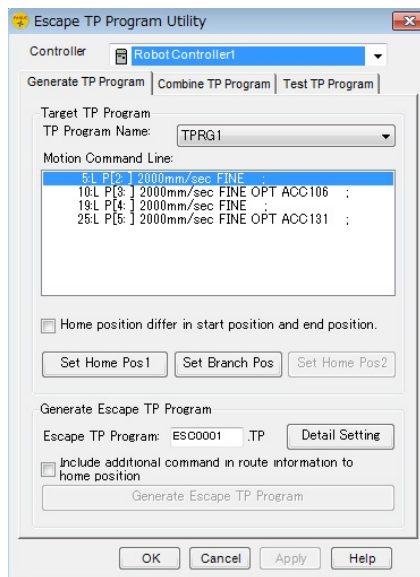 Escape TP Program Utility
Controller RobotController1
Generate TP Program Combine TP Program Test TP Program
Target TP Program
TP Program Name: TPRG1
Motion Command Line:
5:L P[2: ] 2000mm/sec FINE ;
10:L P[3: ] 2000mm/sec FINE OPT ACC106 ;
19:L P[4: ] 2000mm/sec FINE ;
25:L P[5: ] 2000mm/sec FINE OPT ACC131 ;
Home position differ in start position and end position.
Set Home Pos1 Set Branch Pos Set Home Pos2
Generate Escape TP Program
Escape TP Program: ESC0001 .TP Detail Setting
Include additional command in route information to
home position
Generate Escape TP Program
OK Cancel Apply Help